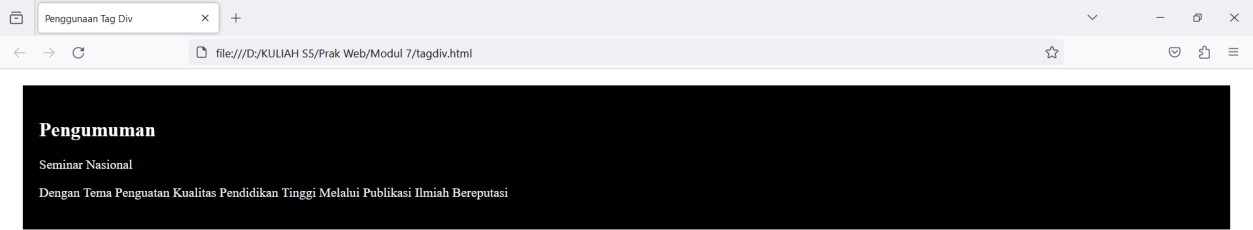 Penggunaan Tag Div
file:///D:/KULIAH S5/Prak Web/Modul 7/tagdiv.html
Pengumuman
Seminar Nasional
Dengan Tema Penguatan Kualitas Pendidikan Tinggi Melalui Publikasi Ilmiah Bereputasi